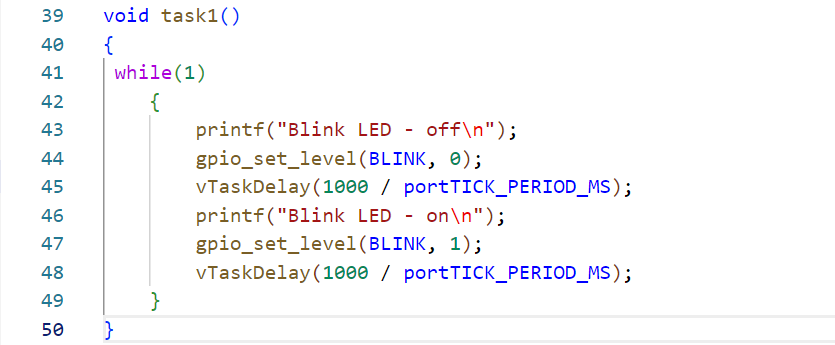 39 void task1()
40 {
41 while(1)
42 {
43 printf("Blink LED - off\n");
44 gpio_set_level(BLINK, 0);
45 vTaskDelay(1000 / portTICK_PERIOD_MS);
46 printf("Blink LED - on\n");
47 gpio_set_level(BLINK, 1);
48 vTaskDelay(1000 / portTICK_PERIOD_MS);
49 }
50 }